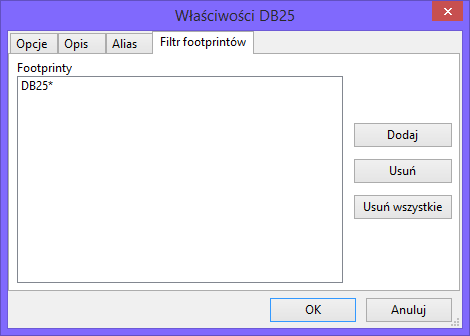 Właściwości DB25
Opcje Opis Alias Filtr footprintów
Footprinty
DB25*
Dodaj
Usuń
Usuń wszystkie
OK Anuluj